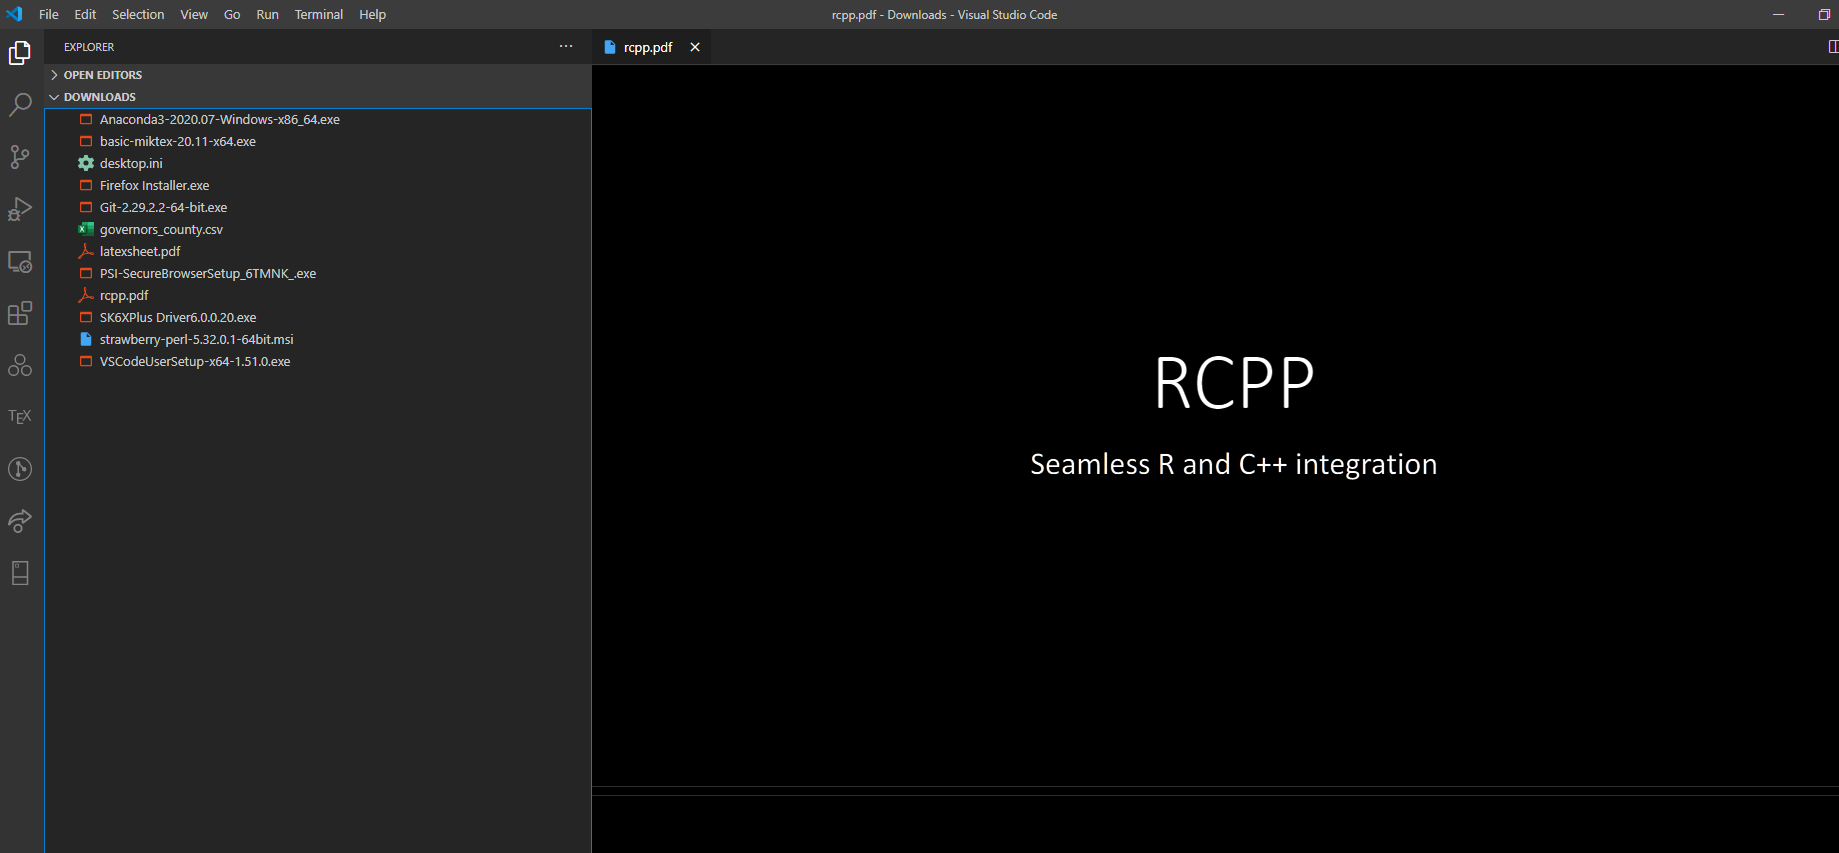 File Edit Selection View Go Run Terminal Help
rcpp.pdf - Downloads - Visual Studio Code
EXPLORER
rcpp.pdf
OPEN EDITORS
DOWNLOADS
Anaconda3-2020.07-Windows-x86_64.exe
basic-miktex-20.11-x64.exe
desktop.ini
Firefox Installer.exe
Git-2.29.2.2-64-bit.exe
governors_county.csv
latexsheet.pdf
PSI-SecureBrowserSetup_6TMNK_.exe
rcpp.pdf
SK6XPlus Driver6.0.0.20.exe
strawberry-perl-5.32.0.1-64bit.msi
VSCodeUserSetup-x64-1.51.0.exe
TEX
RCPP
Seamless R and C++ integration